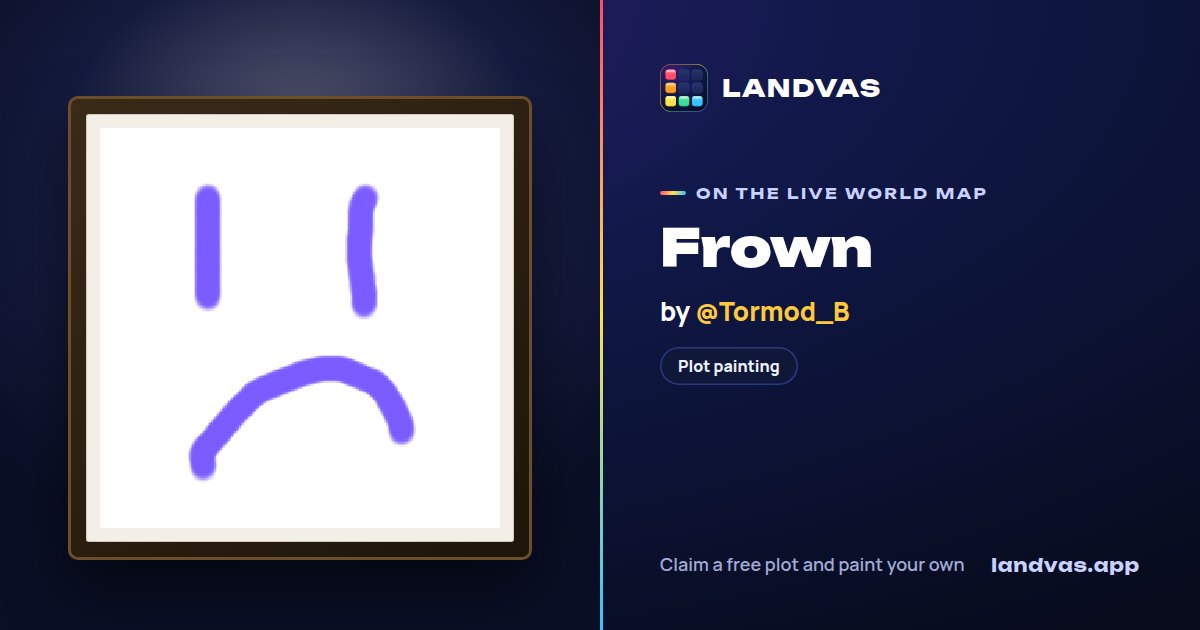 LANDVAS
ON THE LIVE WORLD MAP
Frown
by @Tormod_B
Plot painting
Claim a free plot and paint your own landvas.app